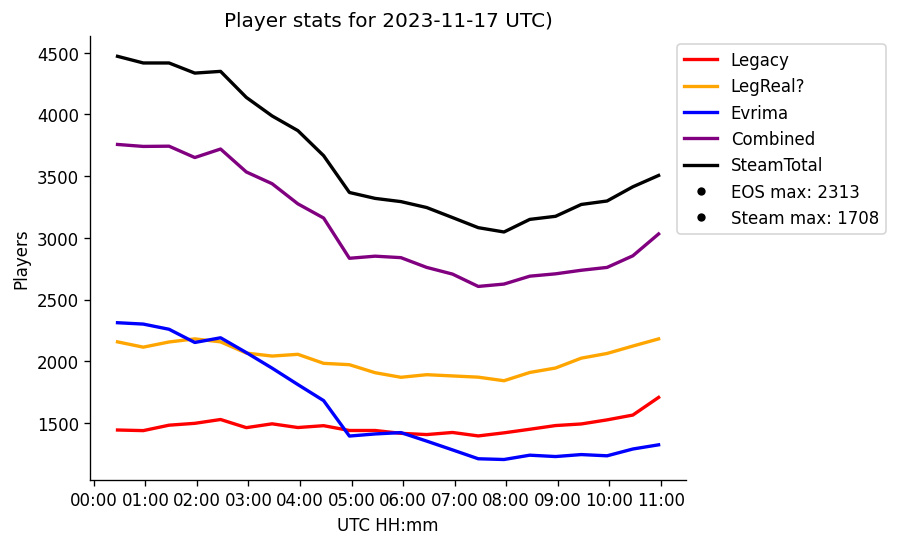 Player stats for 2023-11-17 UTC)
Players
4500
4000
3500
3000
2500
2000
1500
00:00 01:00 02:00 03:00 04:00 05:00 06:00 07:00 08:00 09:00 10:00 11:00
UTC HH:mm
Legacy
LegReal?
Evrima
Combined
SteamTotal
EOS max: 2313
Steam max: 1708